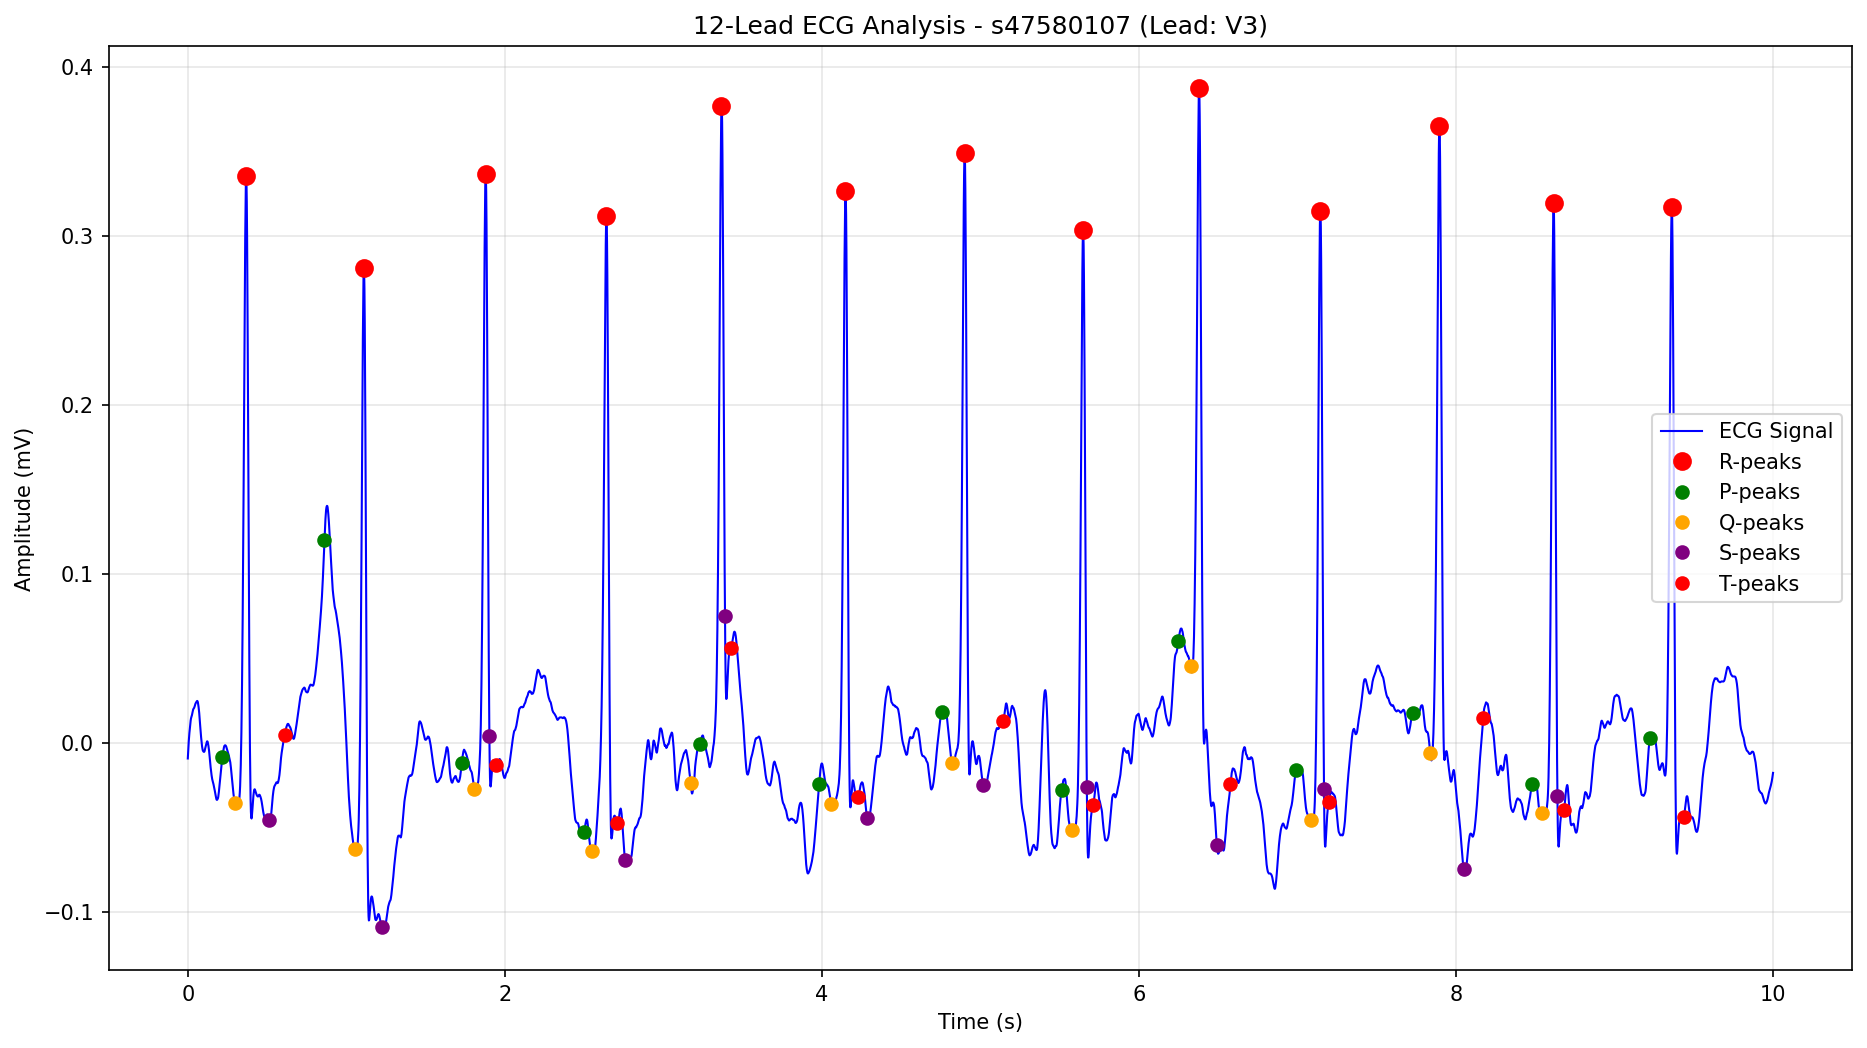 12-Lead ECG Analysis - s47580107 (Lead: V3)
0.4
0.3
0.2
0.1
0.0
−0.1
Amplitude (mV)
ECG Signal
R-peaks
P-peaks
Q-peaks
S-peaks
T-peaks
0 2 4 6 8 10
Time (s)